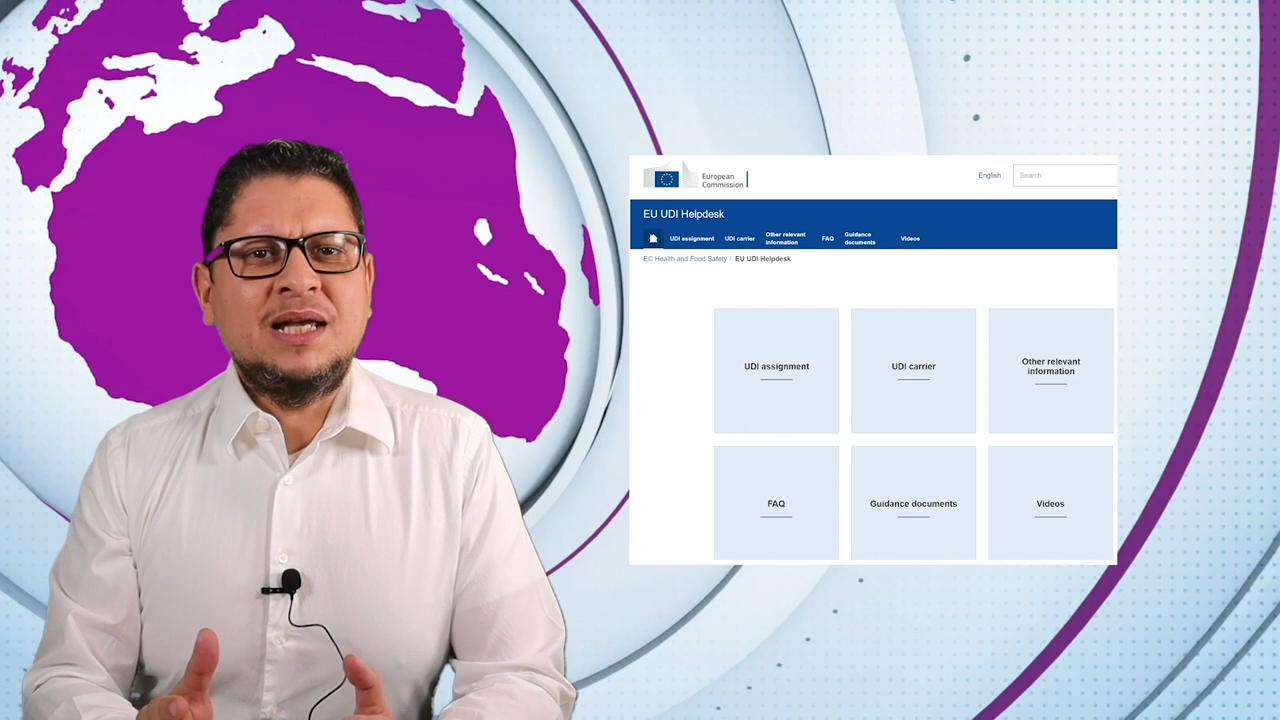 European
Commission
English
Search
EU UDI Helpdesk
UDI assignment
UDI carrier
Other relevant
information
FAQ
Guidance
documents
Videos
EC Health and Food Safety / EU UDI Helpdesk
UDI assignment
UDI carrier
Other relevant
information
FAQ
Guidance documents
Videos